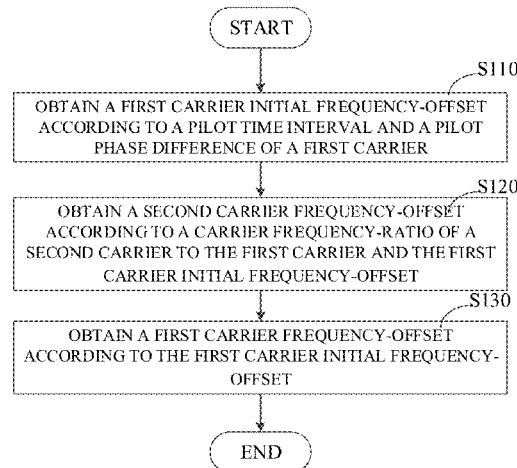 START
S110
OBTAIN A FIRST CARRIER INITIAL FREQUENCY-OFFSET
ACCORDING TO A PILOT TIME INTERVAL AND A PILOT
PHASE DIFFERENCE OF A FIRST CARRIER
S120
OBTAIN A SECOND CARRIER FREQUENCY-OFFSET
ACCORDING TO A CARRIER FREQUENCY-RATIO OF A
SECOND CARRIER TO THE FIRST CARRIER AND THE FIRST
CARRIER INITIAL FREQUENCY-OFFSET
S130
OBTAIN A FIRST CARRIER FREQUENCY-OFFSET
ACCORDING TO THE FIRST CARRIER INITIAL FREQUENCY-
OFFSET
END